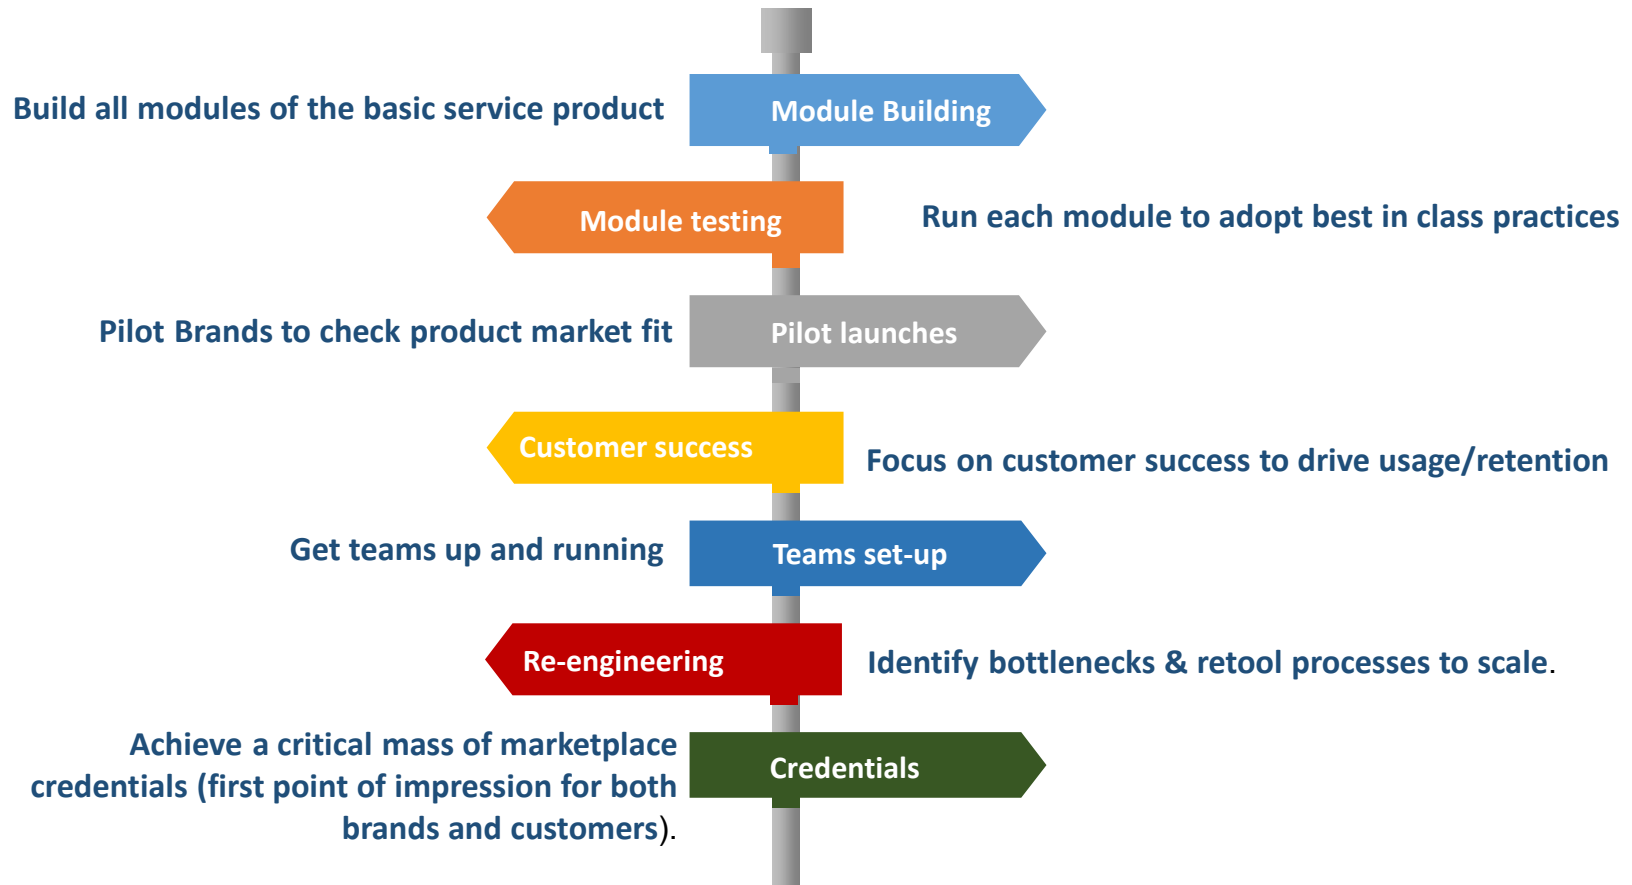 Build all modules of the basic service product
Module Building
Module testing
Run each module to adopt best in class practices
Pilot Brands to check product market fit
Pilot launches
Customer success
Focus on customer success to drive usage/retention
Get teams up and running
Teams set-up
Re-engineering
Identify bottlenecks & retool processes to scale.
Achieve a critical mass of marketplace
credentials (first point of impression for both
brands and customers).
Credentials